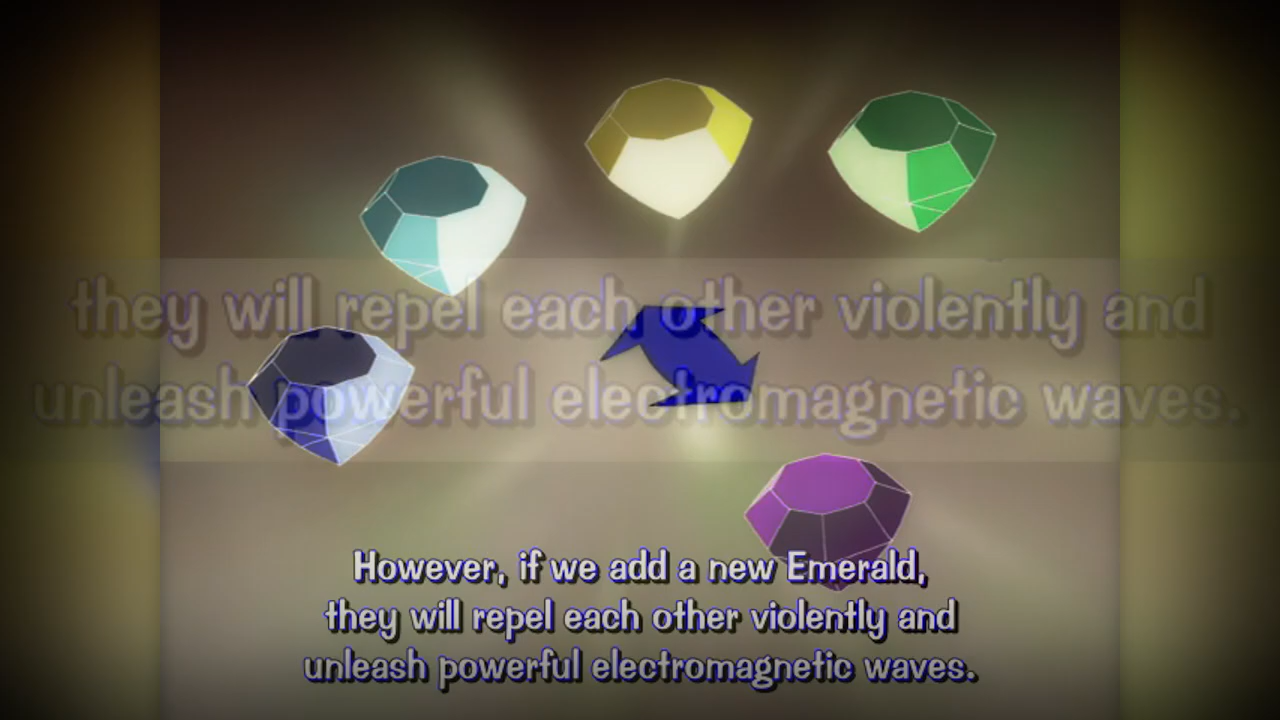 they will repel each other violently and
unleash powerful electromagnetic waves.
However, if we add a new Emerald,
they will repel each other violently and
unleash powerful electromagnetic waves.